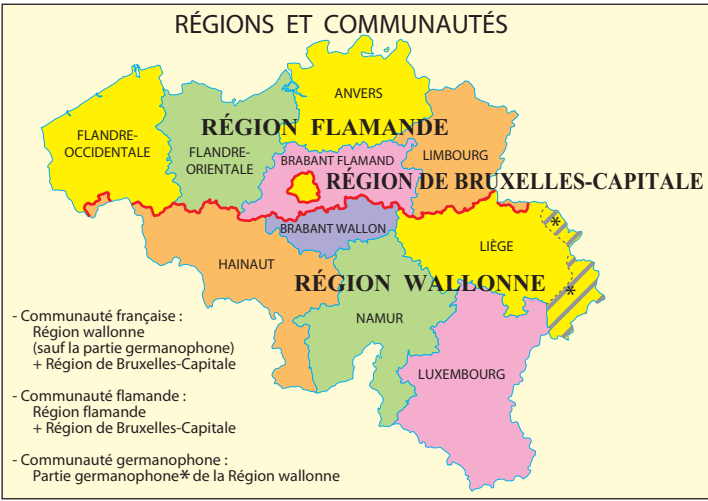 RÉGIONS ET COMMUNAUTÉS
ANVERS
RÉGION FLAMANDE
FLANDRE-
OCCIDENTALE
FLANDRE-
ORIENTALE
BRABANT FLAMAND
LIMBOURG
RÉGION DE BRUXELLES-CAPITALE
BRABANT WALLON
*
LIÈGE
HAINAUT
RÉGION WALLONNE
*
NAMUR
LUXEMBOURG
- Communauté française :
Région wallonne
(sauf la partie germanophone)
+ Région de Bruxelles-Capitale
- Communauté flamande :
Région flamande
+ Région de Bruxelles-Capitale
- Communauté germanophone :
Partie germanophone* de la Région wallonne